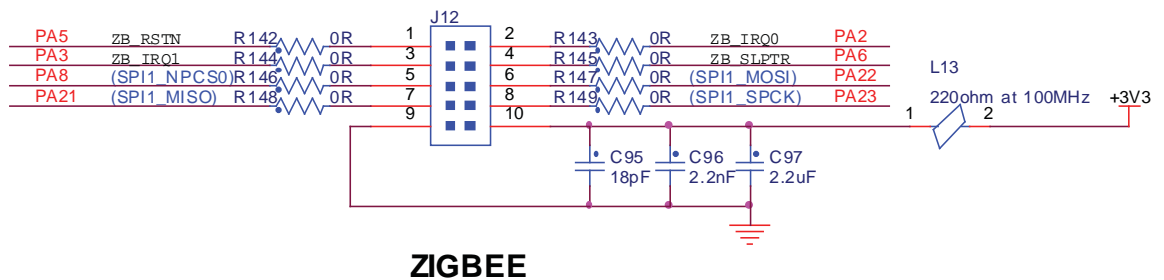 J12
PA5 ZB_RSTN R142 0R 1 2 R143 0R ZB_IRQ0 PA2
PA3 ZB_IRQ1 R144 0R 3 4 R145 0R ZB_SLPTR PA6
PA8 (SPI1_NPCS0) R146 0R 5 6 R147 0R (SPI1_MOSI) PA22
PA21 (SPI1_MISO) R148 0R 7 8 R149 0R (SPI1_SPCK) PA23
L13
220ohm at 100MHz +3V3
9 10 1 2
C95 C96 C97
18pF 2.2nF 2.2uF
ZIGBEE